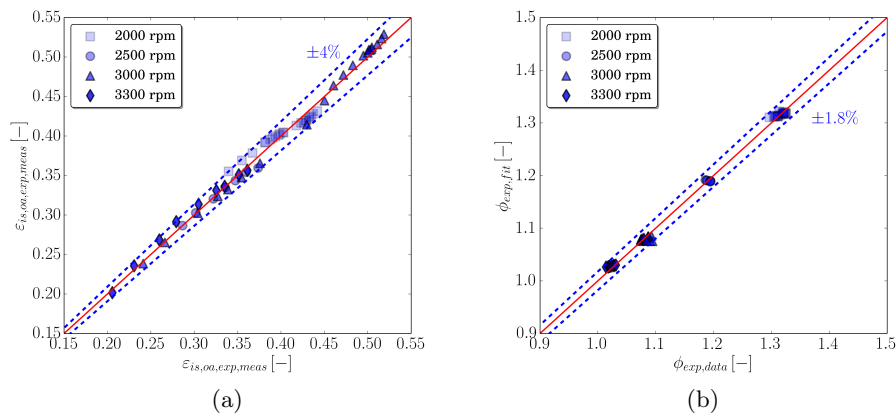 0.55
0.50
0.45
0.40
0.35
0.30
0.25
0.20
0.15
ε_{is,oa,exp,meas} [−]
2000 rpm
2500 rpm
3000 rpm
3300 rpm
±4%
0.15 0.20 0.25 0.30 0.35 0.40 0.45 0.50 0.55
ε_{is,oa,exp,meas} [−]
(a)
1.5
1.4
1.3
1.2
1.1
1.0
0.9
ϕ_{exp,fit} [−]
2000 rpm
2500 rpm
3000 rpm
3300 rpm
±1.8%
0.9 1.0 1.1 1.2 1.3 1.4 1.5
ϕ_{exp,data} [−]
(b)